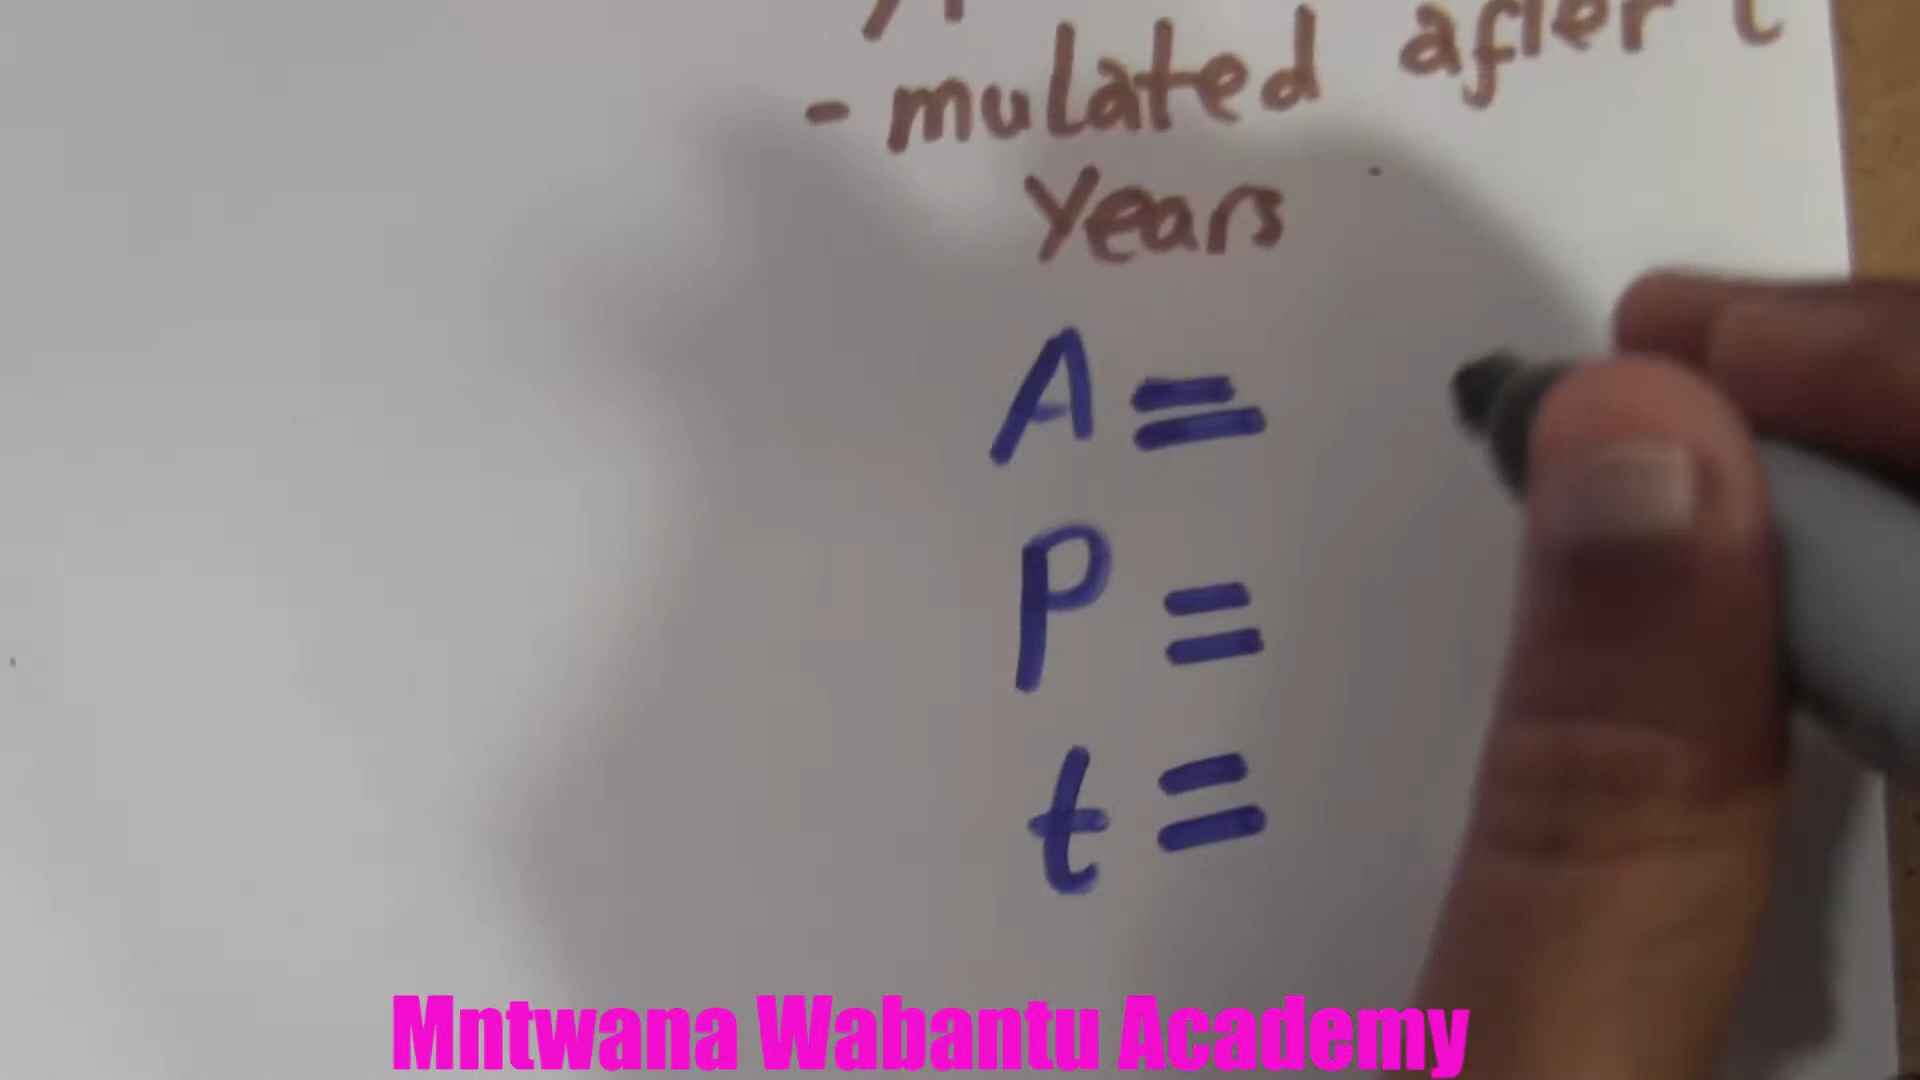 - mulated after t
Years
A =
P =
t =
Mntwana Wabantu Academy